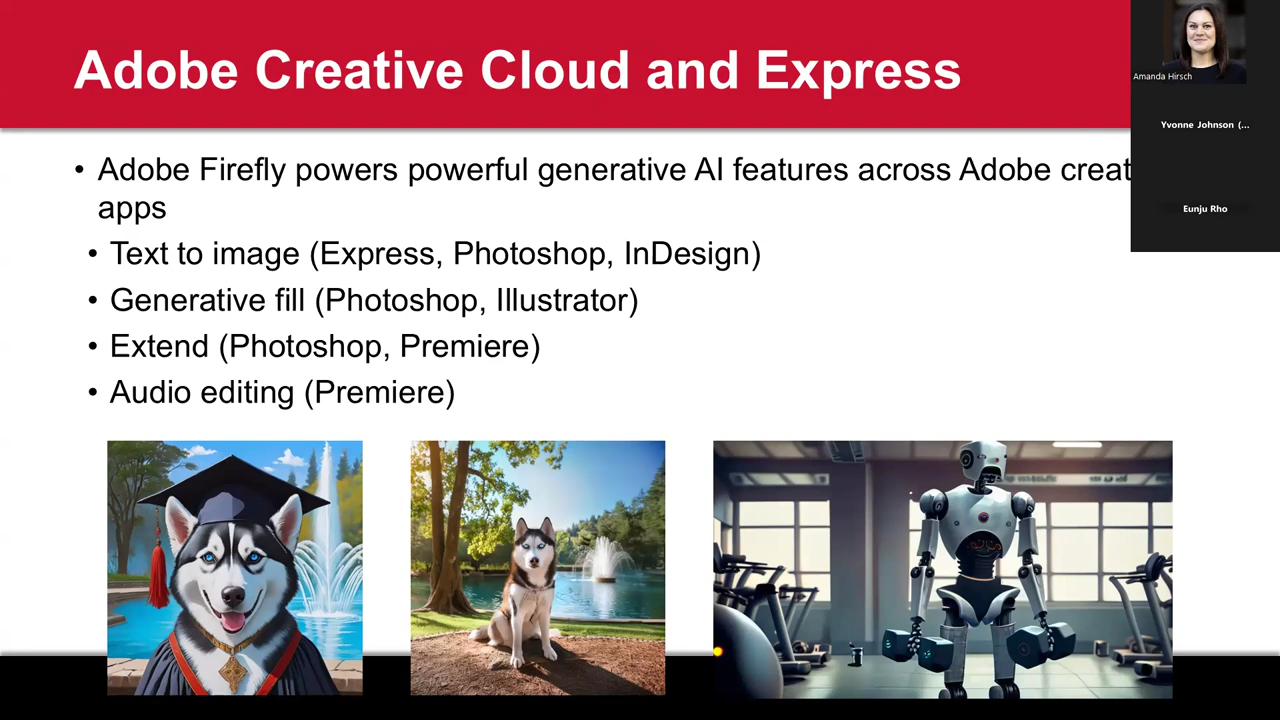 Adobe Creative Cloud and Express
Amanda Hirsch
Yvonne Johnson (...
Eunju Rho
• Adobe Firefly powers powerful generative AI features across Adobe creat
apps
• Text to image (Express, Photoshop, InDesign)
• Generative fill (Photoshop, Illustrator)
• Extend (Photoshop, Premiere)
• Audio editing (Premiere)